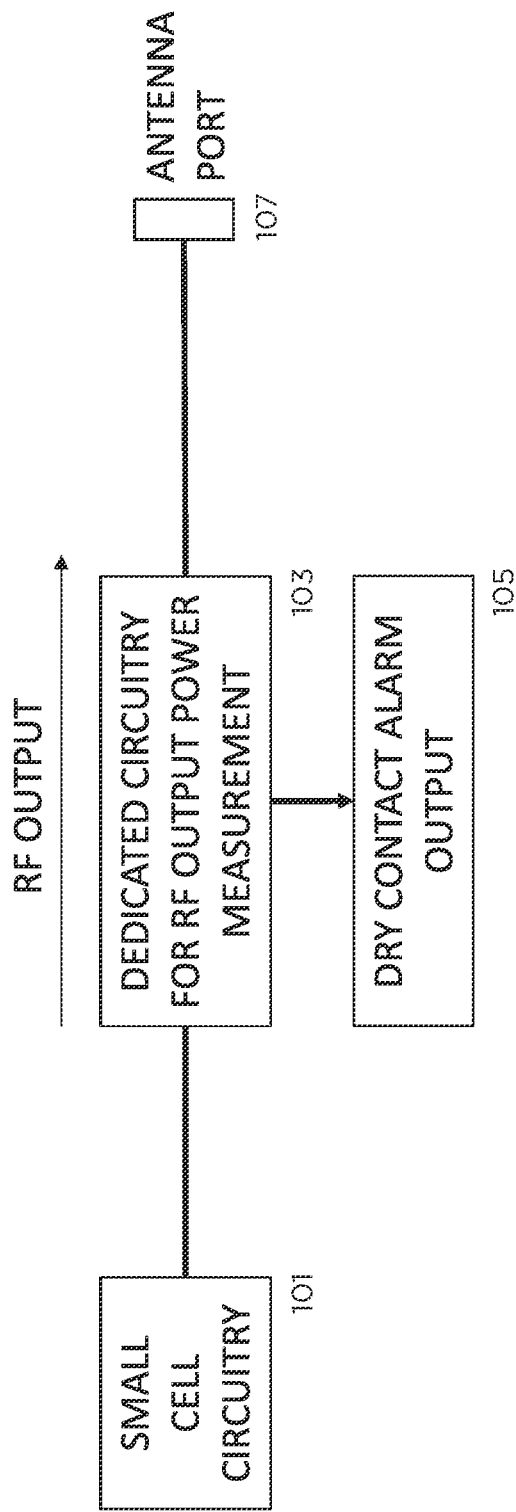 RF OUTPUT
SMALL
CELL
CIRCUITRY
101
DEDICATED CIRCUITRY
FOR RF OUTPUT POWER
MEASUREMENT
103
DRY CONTACT ALARM
OUTPUT
105
ANTENNA
PORT
107